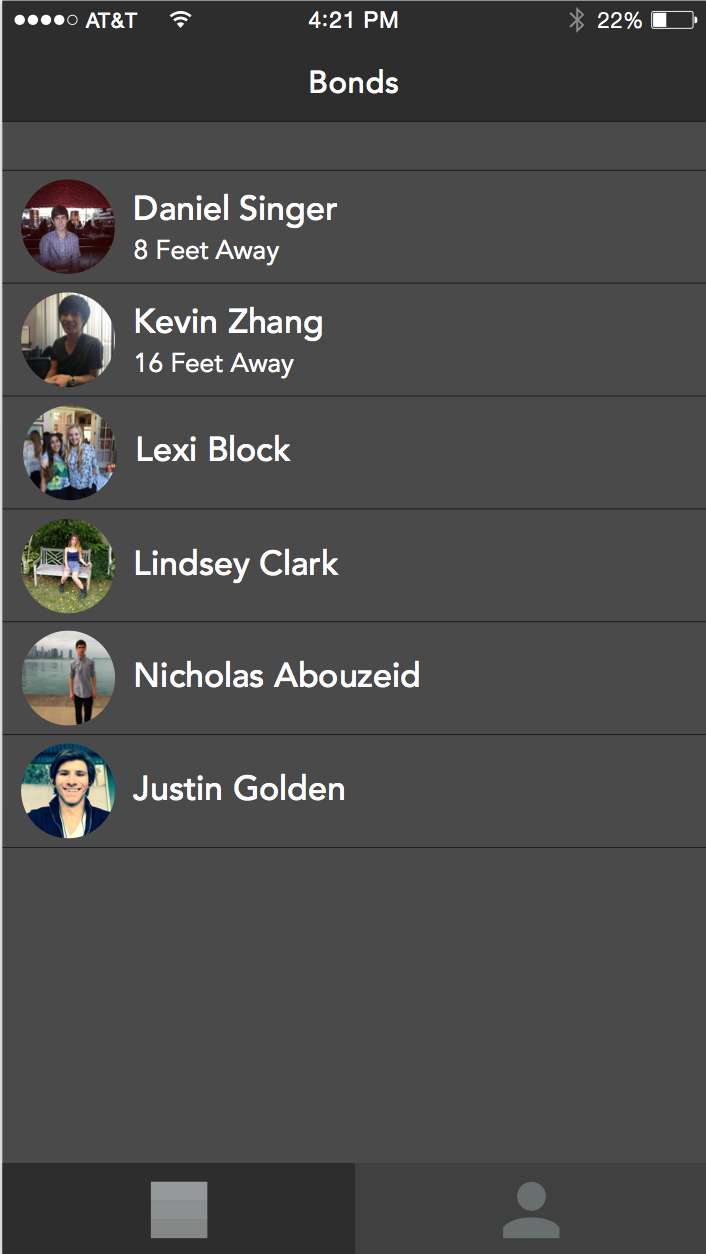 AT&T 4:21 PM 22%
Bonds
Daniel Singer
8 Feet Away
Kevin Zhang
16 Feet Away
Lexi Block
Lindsey Clark
Nicholas Abouzeid
Justin Golden